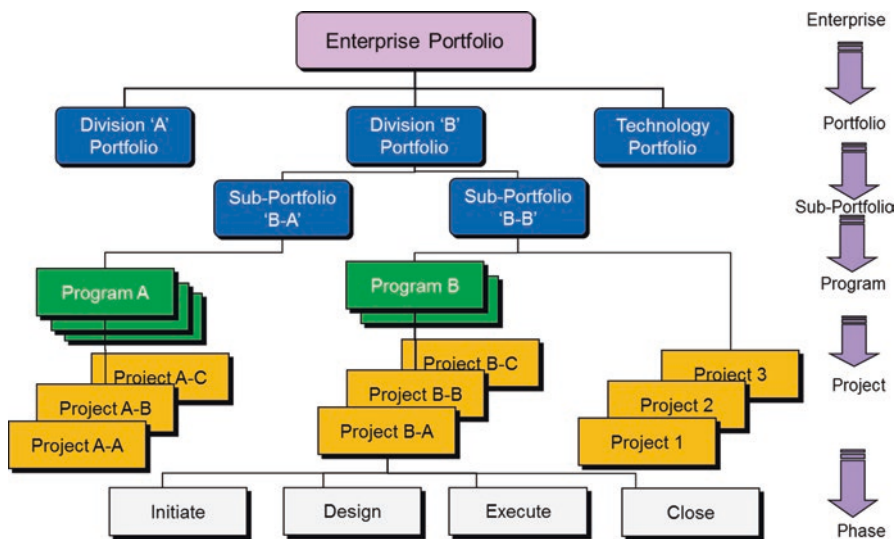 Enterprise
Enterprise Portfolio
Division ‘A’
Portfolio
Division ‘B’
Portfolio
Technology
Portfolio
Portfolio
Sub-Portfolio
‘B-A’
Sub-Portfolio
‘B-B’
Sub-Portfolio
Program A
Program B
Program
Project A-C
Project B-C
Project 3
Project
Project A-B
Project B-B
Project 2
Project A-A
Project B-A
Project 1
Initiate
Design
Execute
Close
Phase